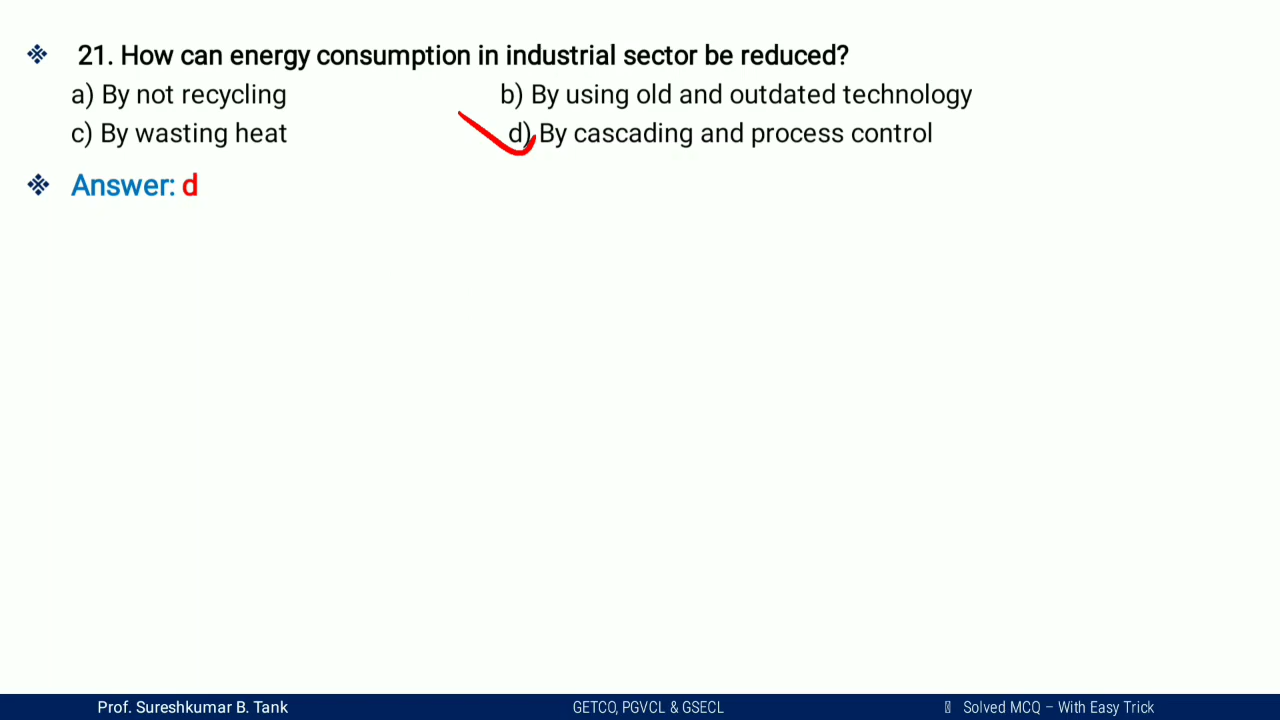 21. How can energy consumption in industrial sector be reduced?
a) By not recycling b) By using old and outdated technology
c) By wasting heat d) By cascading and process control
Answer: d
Prof. Sureshkumar B. Tank GETCO, PGVCL & GSECL Solved MCQ – With Easy Trick